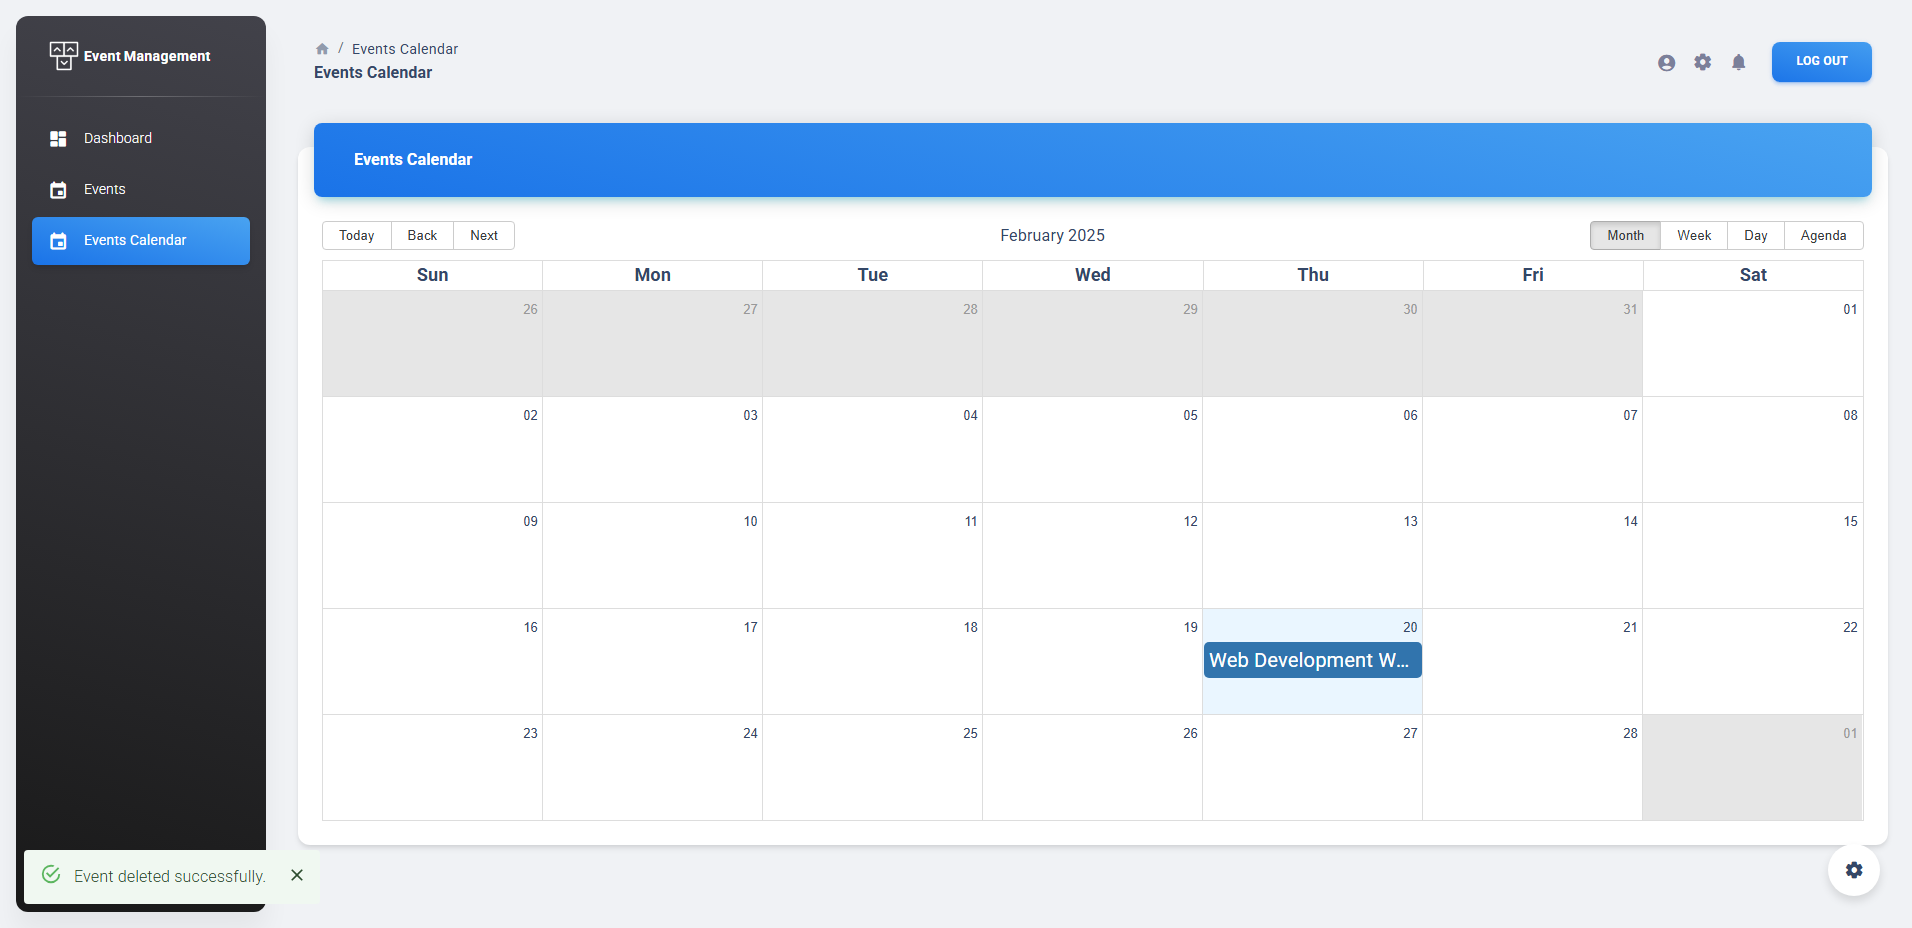 Event Management
Dashboard
Events
Events Calendar
/ Events Calendar
Events Calendar
LOG OUT
Events Calendar
Today Back Next
February 2025
Month Week Day Agenda
Sun Mon Tue Wed Thu Fri Sat
26 27 28 29 30 31 01
02 03 04 05 06 07 08
09 10 11 12 13 14 15
16 17 18 19 20 21 22
Web Development W...
23 24 25 26 27 28 01
Event deleted successfully.